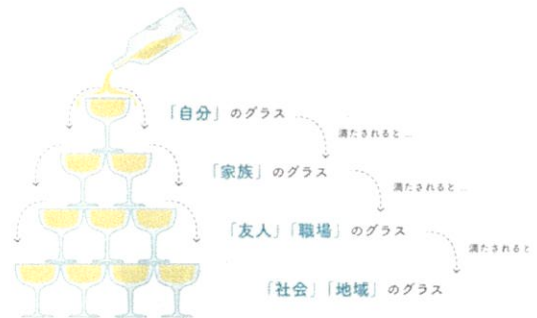 「自分」のグラス
満たされると…
「家族」のグラス
満たされると…
「友人」「職場」のグラス
満たされると
「社会」「地域」のグラス